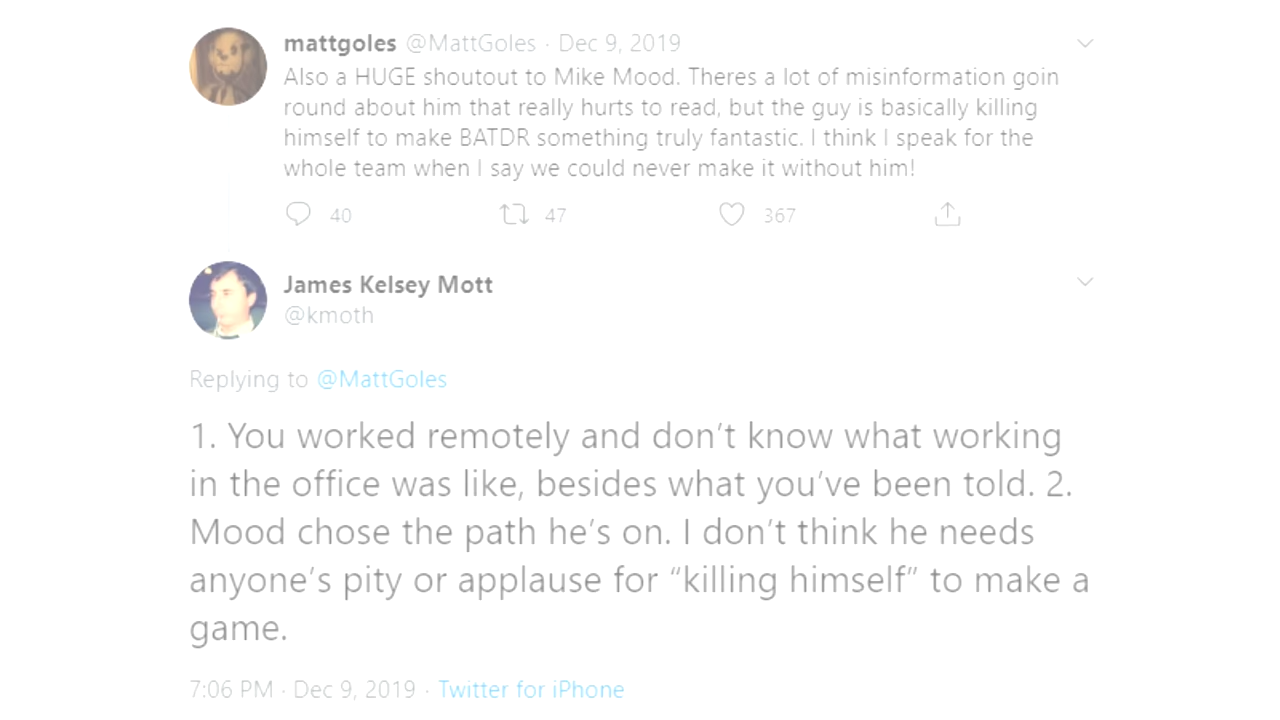 mattgoles @MattGoles · Dec 9, 2019
Also a HUGE shoutout to Mike Mood. Theres a lot of misinformation goin
round about him that really hurts to read, but the guy is basically killing
himself to make BATDR something truly fantastic. I think I speak for the
whole team when I say we could never make it without him!
40 47 367
James Kelsey Mott
@kmoth
Replying to @MattGoles
1. You worked remotely and don’t know what working
in the office was like, besides what you’ve been told. 2.
Mood chose the path he’s on. I don’t think he needs
anyone’s pity or applause for “killing himself” to make a
game.
7:06 PM · Dec 9, 2019 · Twitter for iPhone